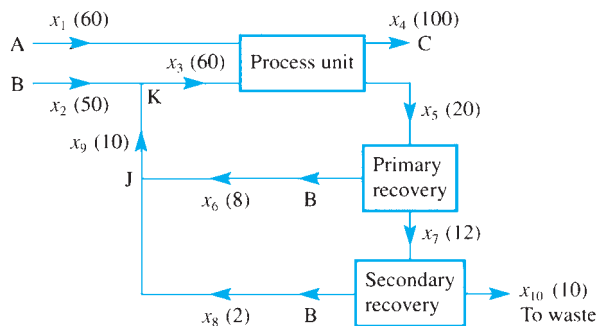 x₁ (60)
x₄ (100)
A
C
Process unit
x₃ (60)
B
x₂ (50)
K
x₅ (20)
x₉ (10)
Primary
recovery
J
x₆ (8)
B
x₇ (12)
Secondary
recovery
x₈ (2)
B
x₁₀ (10)
To waste